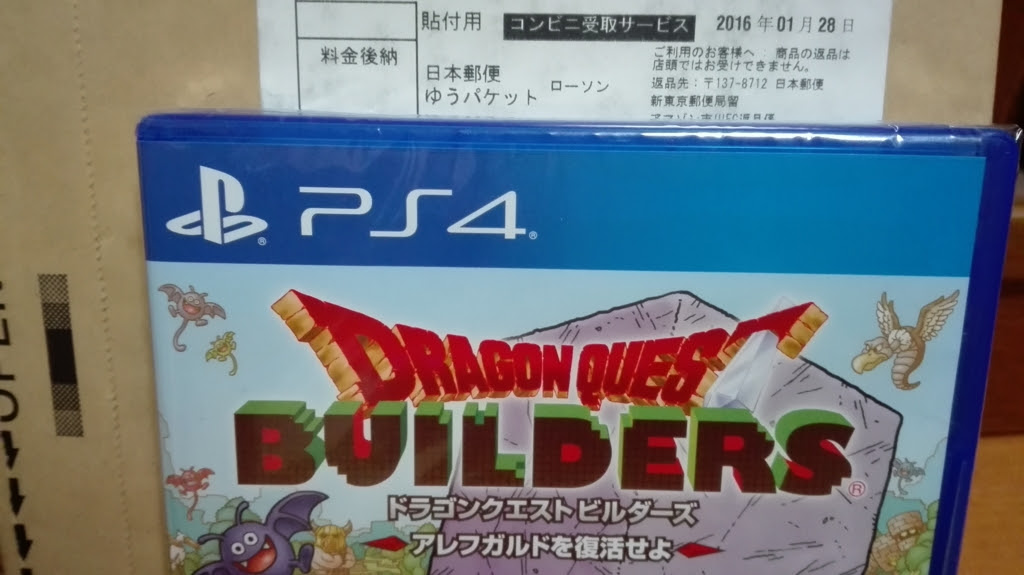 貼付用 コンビニ受取サービス 2016年01月28日
料金後納
日本郵便
ゆうパケット ローソン
ご利用のお客様へ : 商品の返品は
店頭ではお受けできません。
返品先 : 〒137-8712 日本郵便
新東京郵便局留
PS4®
DRAGON QUEST
BUILDERS®
ドラゴンクエストビルダーズ
アレフガルドを復活せよ